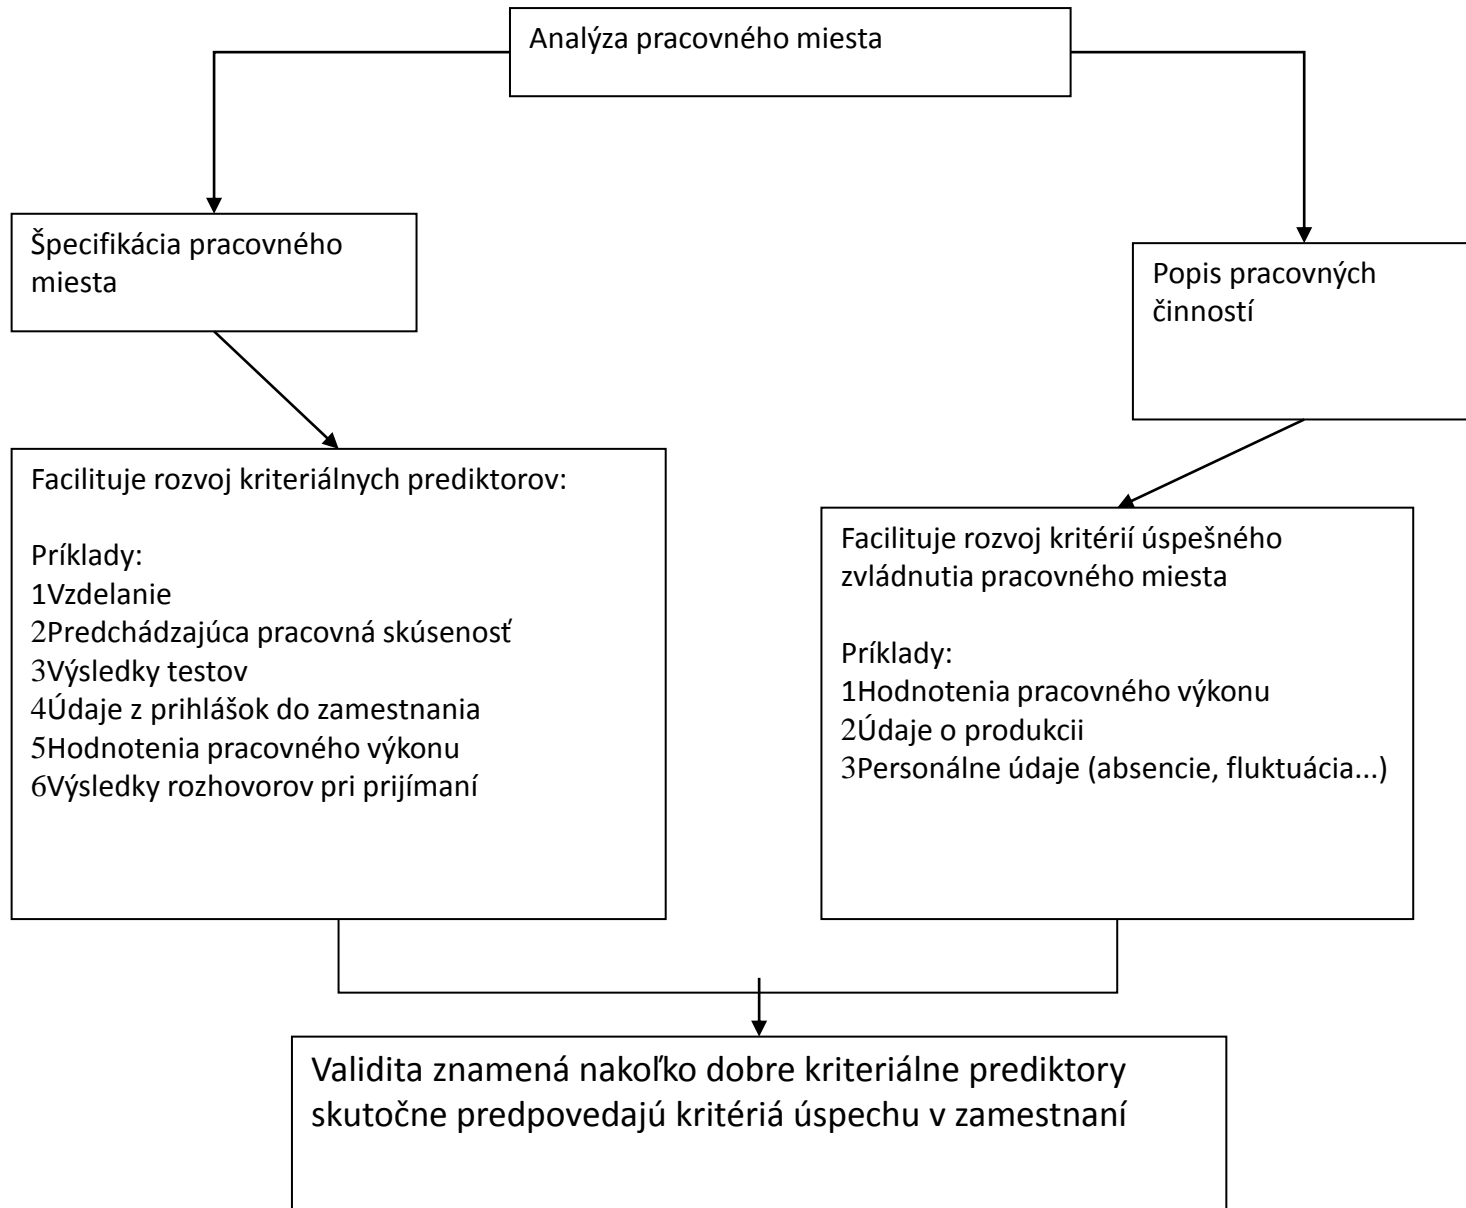 Analýza pracovného miesta
Špecifikácia pracovného
miesta
Popis pracovných
činností
Facilituje rozvoj kriteriálnych prediktorov:
Príklady:
1Vzdelanie
2Predchádzajúca pracovná skúsenosť
3Výsledky testov
4Údaje z prihlášok do zamestnania
5Hodnotenia pracovného výkonu
6Výsledky rozhovorov pri prijímaní
Facilituje rozvoj kritérií úspešného
zvládnutia pracovného miesta
Príklady:
1Hodnotenia pracovného výkonu
2Údaje o produkcii
3Personálne údaje (absencie, fluktuácia...)
Validita znamená nakoľko dobre kriteriálne prediktory
skutočne predpovedajú kritériá úspechu v zamestnaní